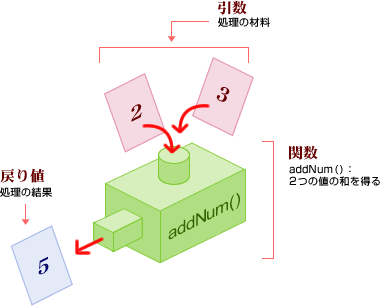 引数
処理の材料
2
3
関数
addNum():
2つの値の和を得る
addNum()
戻り値
処理の結果
5